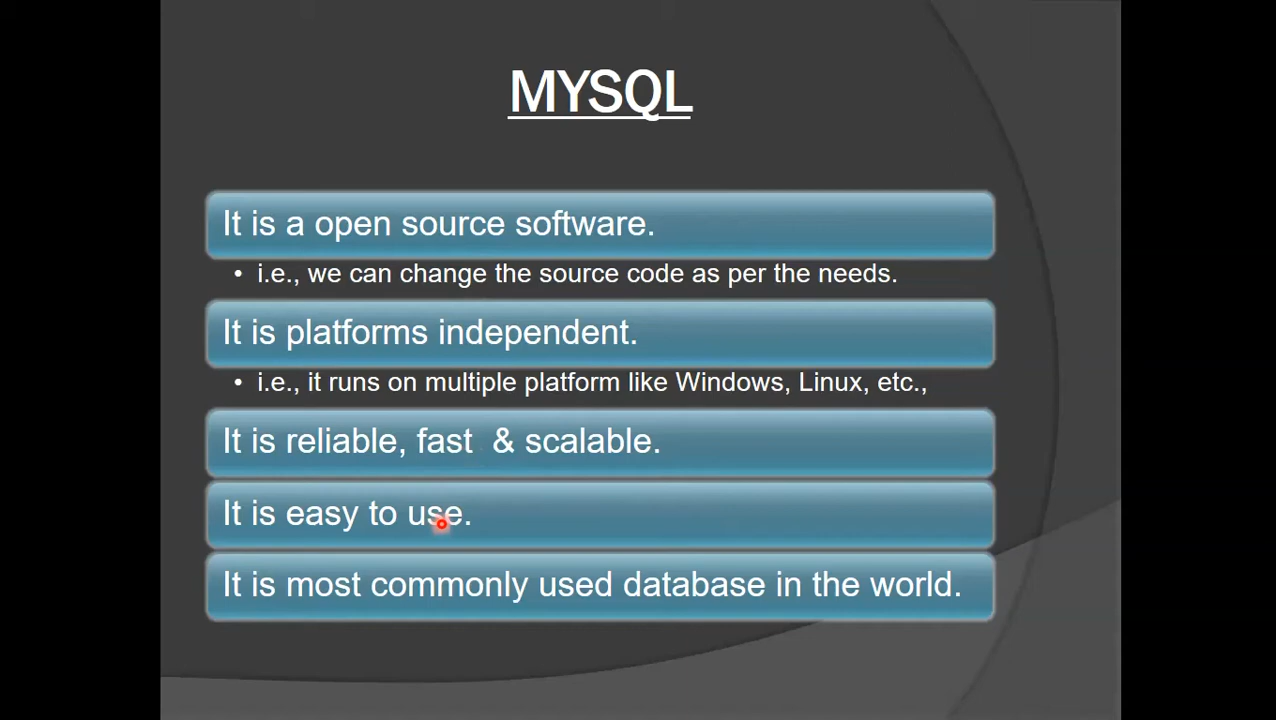 MYSQL
It is a open source software.
• i.e., we can change the source code as per the needs.
It is platforms independent.
• i.e., it runs on multiple platform like Windows, Linux, etc.,
It is reliable, fast  & scalable.
It is easy to use.
It is most commonly used database in the world.